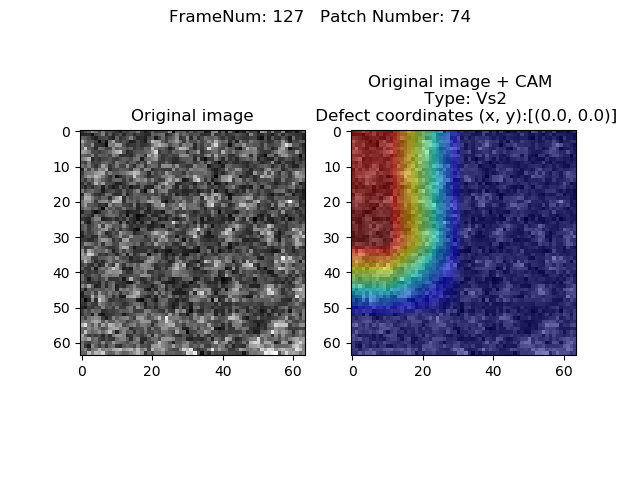 FrameNum: 127   Patch Number: 74
Original image
Original image + CAM
Type: Vs2
Defect coordinates (x, y):[(0.0, 0.0)]
0
10
20
30
40
50
60
0 20 40 60
0
10
20
30
40
50
60
0 20 40 60